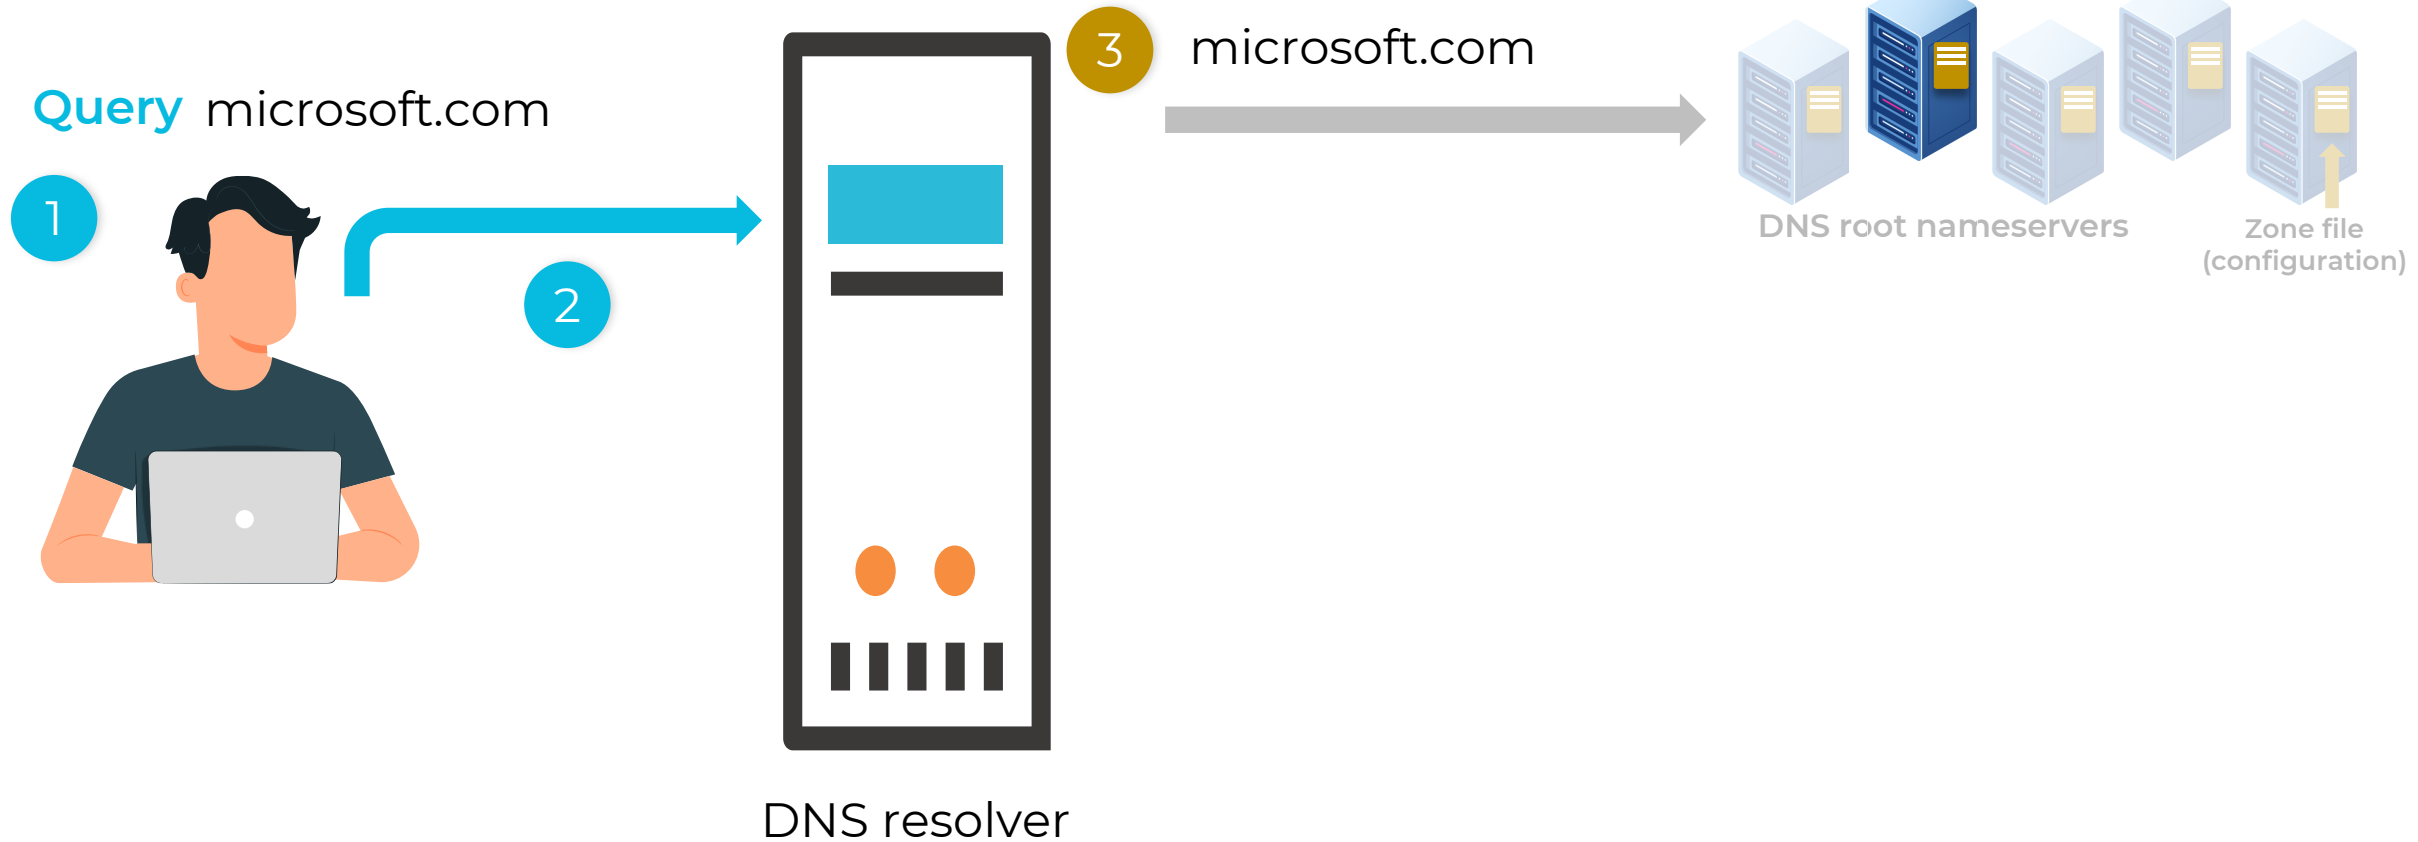 Query microsoft.com
1
2
DNS resolver
3
microsoft.com
DNS root nameservers
Zone file
(configuration)